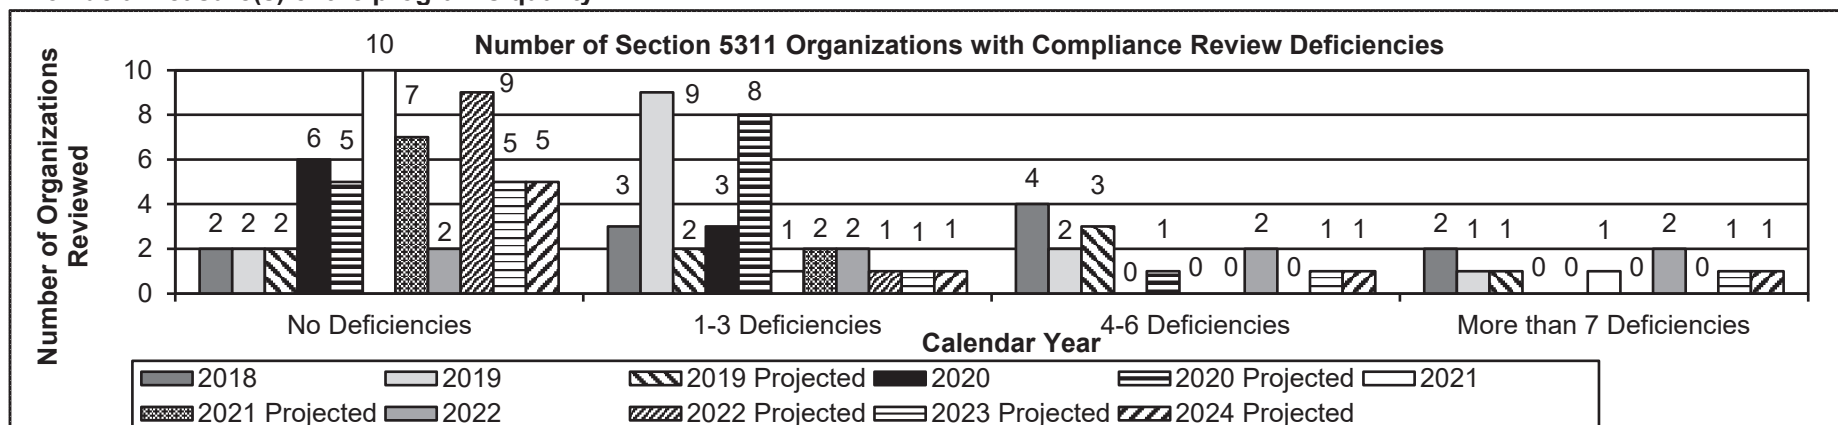 Number of Section 5311 Organizations with Compliance Review Deficiencies
Number of Organizations
Reviewed
10
8
6
4
2
0
2 2 2 6 5 10 7 2 9 5 5
3 9 2 3 8 1 2 2 1 1 1
4 2 3 0 1 0 0 2 0 1 1
2 1 1 0 0 1 0 2 0 1 1
No Deficiencies 1-3 Deficiencies 4-6 Deficiencies More than 7 Deficiencies
Calendar Year
2018 2019 2019 Projected 2020 2020 Projected 2021
2021 Projected 2022 2022 Projected 2023 Projected 2024 Projected